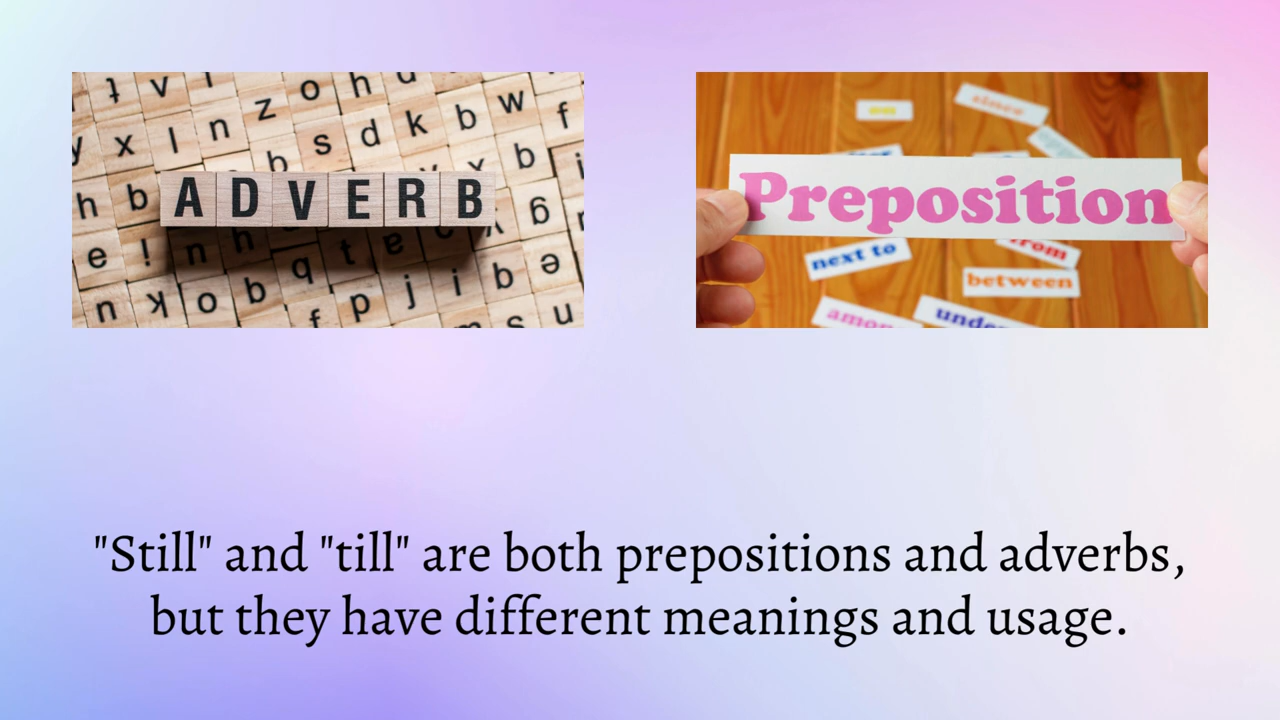 ADVERB
Preposition
since
next to
from
between
"Still" and "till" are both prepositions and adverbs,
but they have different meanings and usage.